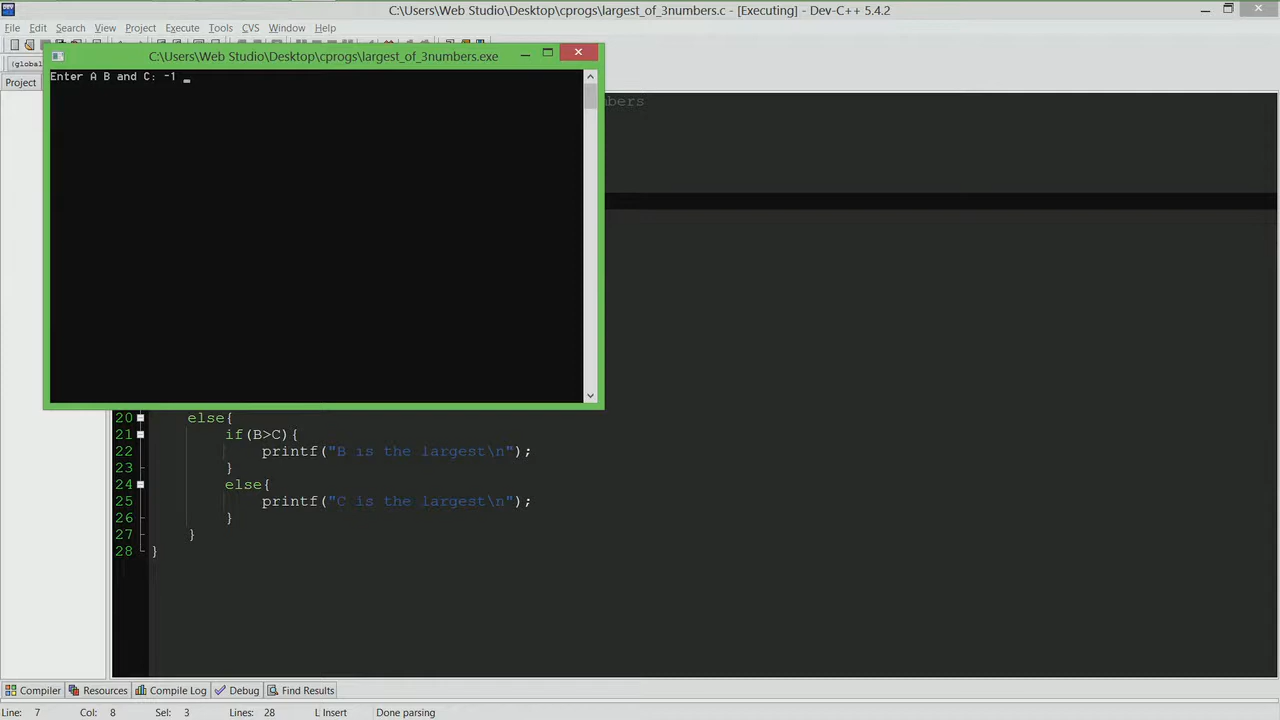 C:\Users\Web Studio\Desktop\cprogs\largest_of_3numbers.c - [Executing] - Dev-C++ 5.4.2
File Edit Search View Project Execute Tools CVS Window Help
C:\Users\Web Studio\Desktop\cprogs\largest_of_3numbers.exe
(global
Project
Enter A B and C: -1 _
mbers
20 else{
21 if(B>C){
22 printf("B is the largest\n");
23 }
24 else{
25 printf("C is the largest\n");
26 }
27 }
28 }
Compiler Resources Compile Log Debug Find Results
Line: 7 Col: 8 Sel: 3 Lines: 28 L Insert Done parsing